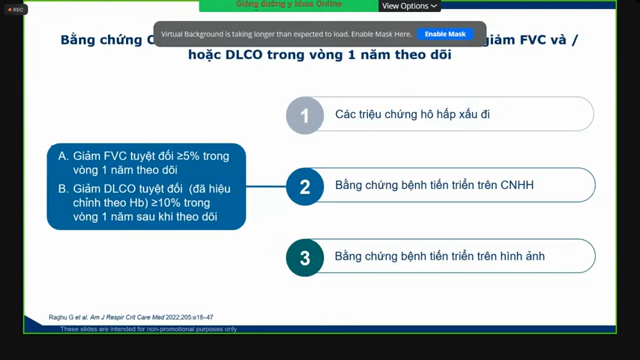 REC
Giảng đường y khoa Online
View Options
Virtual Background is taking longer than expected to load. Enable Mask Here.
Enable Mask
Bằng chứng C
giảm FVC và /
hoặc DLCO trong vòng 1 năm theo dõi
A. Giảm FVC tuyệt đối ≥5% trong
vòng 1 năm theo dõi
B. Giảm DLCO tuyệt đối (đã hiệu
chỉnh theo Hb) ≥10% trong
vòng 1 năm sau khi theo dõi
1 Các triệu chứng hô hấp xấu đi
2 Bằng chứng bệnh tiến triển trên CNHH
3 Bằng chứng bệnh tiến triển trên hình ảnh
Raghu G et al. Am J Respir Crit Care Med 2022;205:e18–47
These slides are intended for non-promotional purposes only